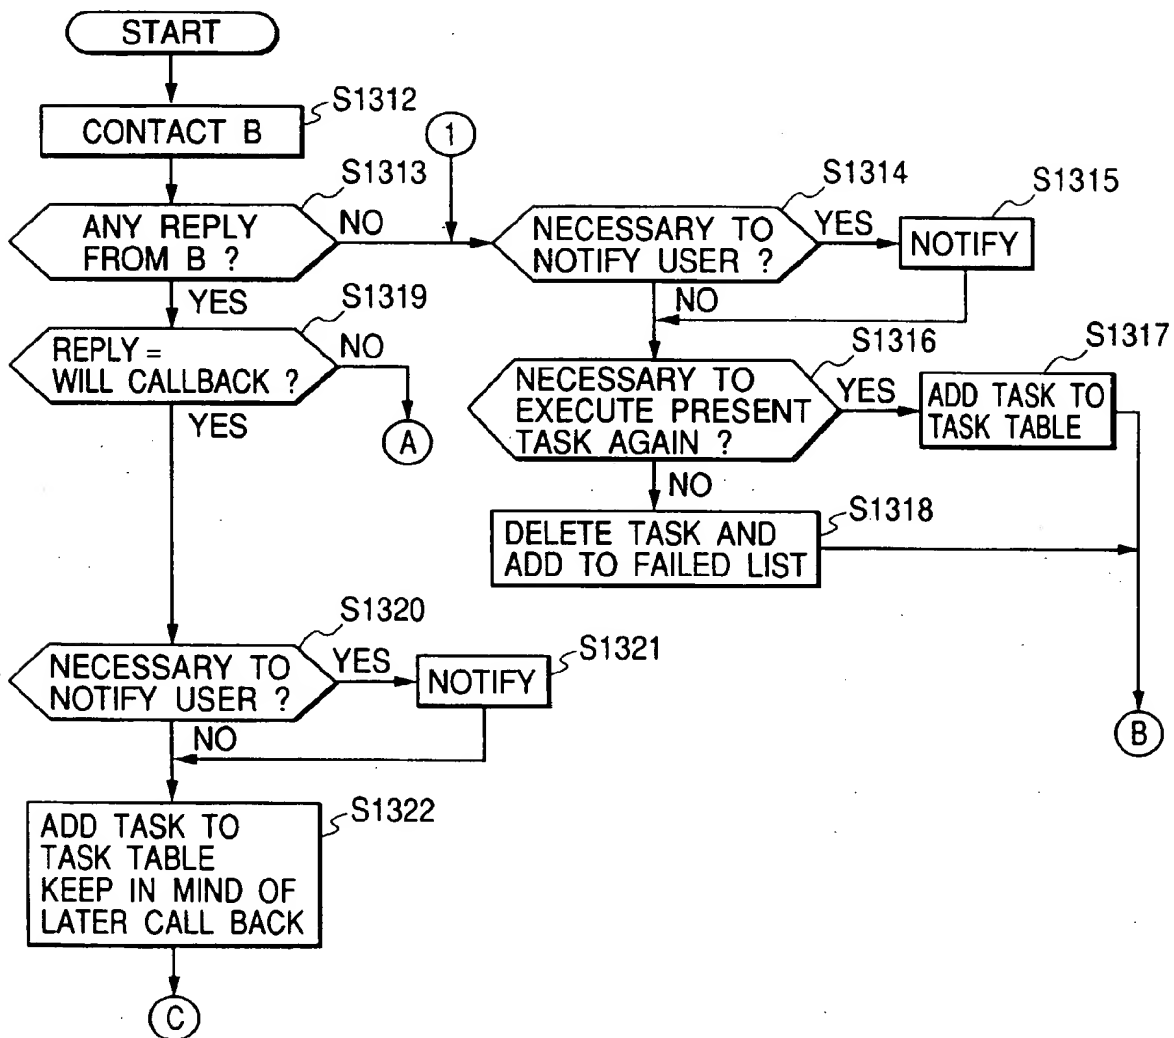 START
CONTACT B
S1312
1
ANY REPLY
FROM B ?
S1313
NO
YES
NECESSARY TO
NOTIFY USER ?
S1314
YES
NO
NOTIFY
S1315
REPLY =
WILL CALLBACK ?
S1319
NO
YES
A
NECESSARY TO
EXECUTE PRESENT
TASK AGAIN ?
S1316
YES
NO
ADD TASK TO
TASK TABLE
S1317
DELETE TASK AND
ADD TO FAILED LIST
S1318
B
NECESSARY TO
NOTIFY USER ?
S1320
YES
NO
NOTIFY
S1321
ADD TASK TO
TASK TABLE
KEEP IN MIND OF
LATER CALL BACK
S1322
C